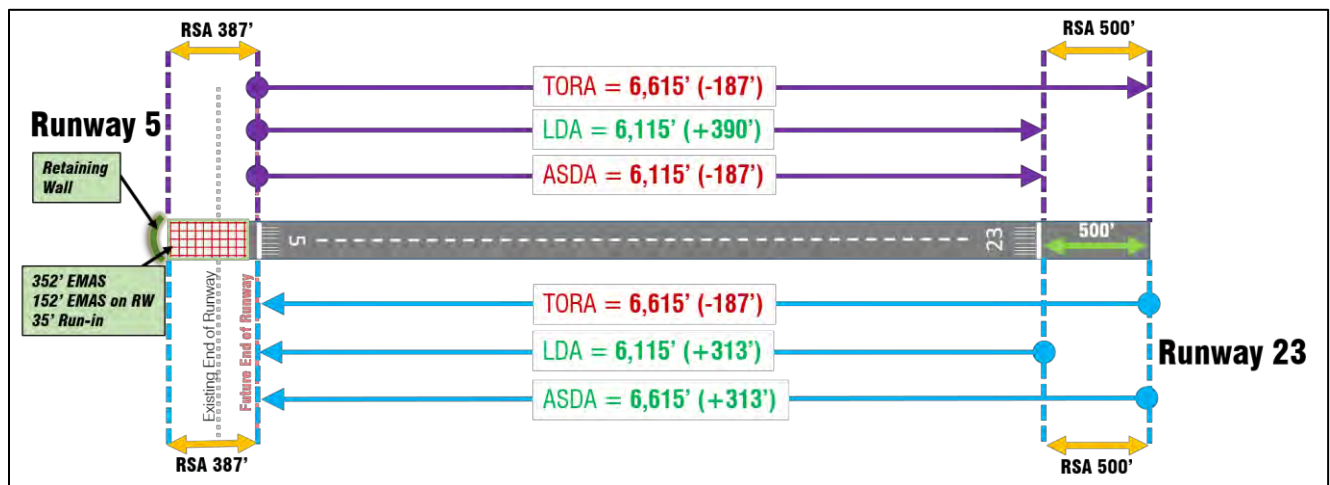 RSA 387’
RSA 500’
TORA = 6,615’ (-187’)
Runway 5
LDA = 6,115’ (+390’)
Retaining
Wall
ASDA = 6,115’ (-187’)
5
23
500’
352’ EMAS
152’ EMAS on RW
35’ Run-in
Existing End of Runway
Future End of Runway
TORA = 6,615’ (-187’)
LDA = 6,115’ (+313’)
Runway 23
ASDA = 6,615’ (+313’)
RSA 387’
RSA 500’